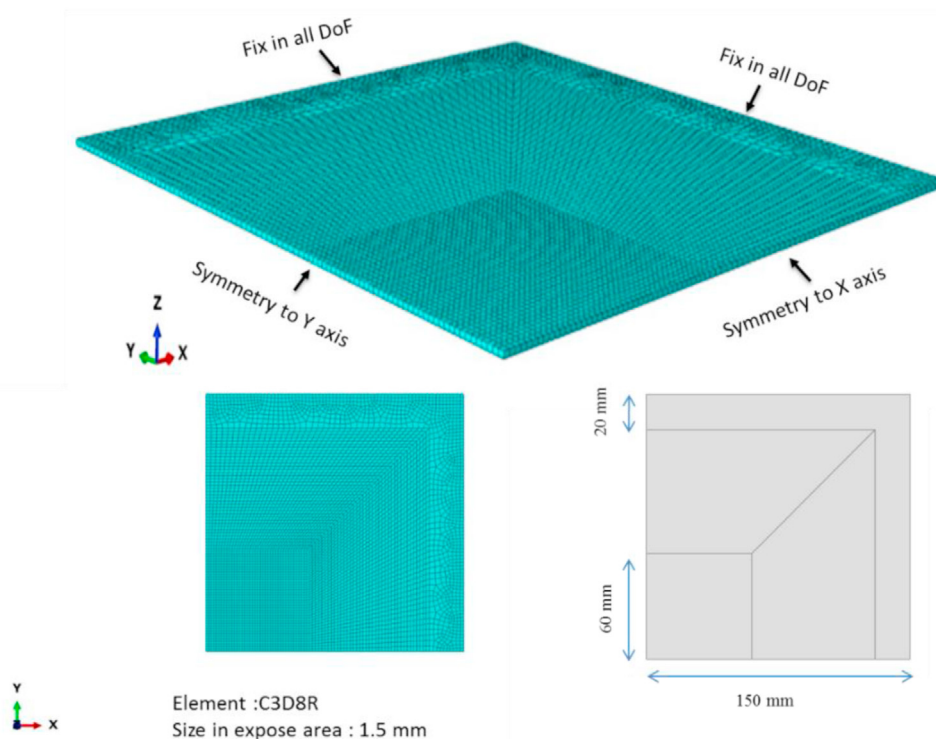 Fix in all DoF
Fix in all DoF
Symmetry to Y axis
Symmetry to X axis
Z
Y
X
20 mm
60 mm
150 mm
Y
X
Element :C3D8R
Size in expose area : 1.5 mm